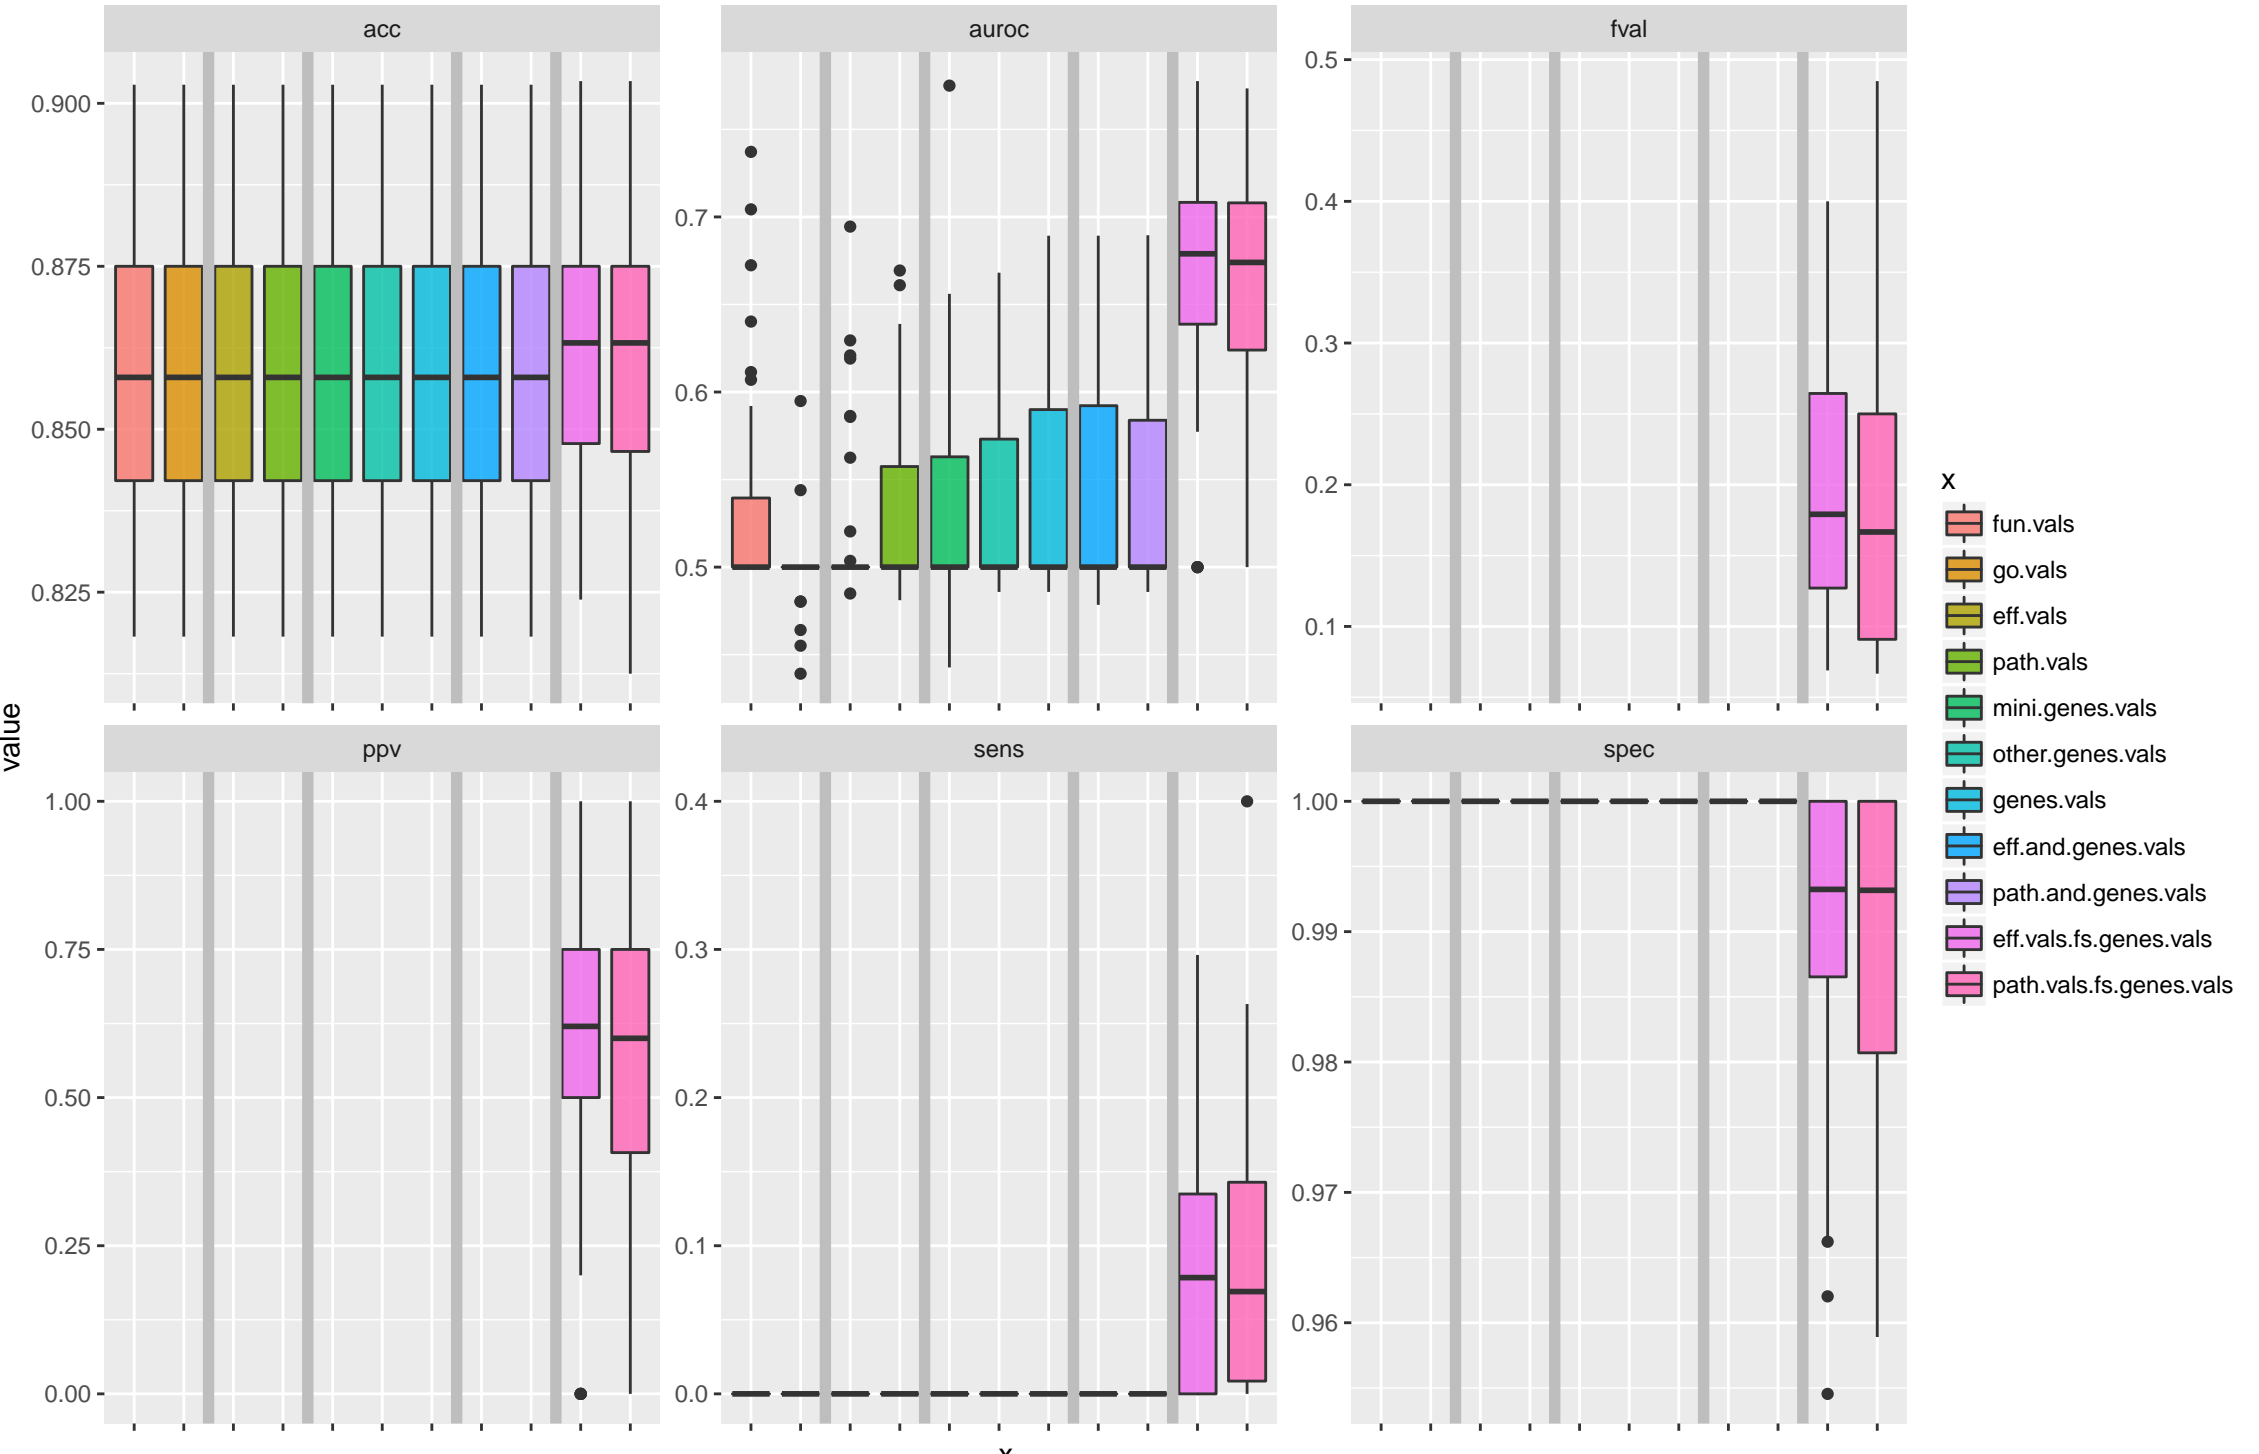 acc
auroc
fval
0.900
0.875
0.850
0.825
0.7
0.6
0.5
0.5
0.4
0.3
0.2
0.1
value
ppv
sens
spec
1.00
0.75
0.50
0.25
0.00
0.4
0.3
0.2
0.1
0.0
1.00
0.99
0.98
0.97
0.96
x
x
fun.vals
go.vals
eff.vals
path.vals
mini.genes.vals
other.genes.vals
genes.vals
eff.and.genes.vals
path.and.genes.vals
eff.vals.fs.genes.vals
path.vals.fs.genes.vals